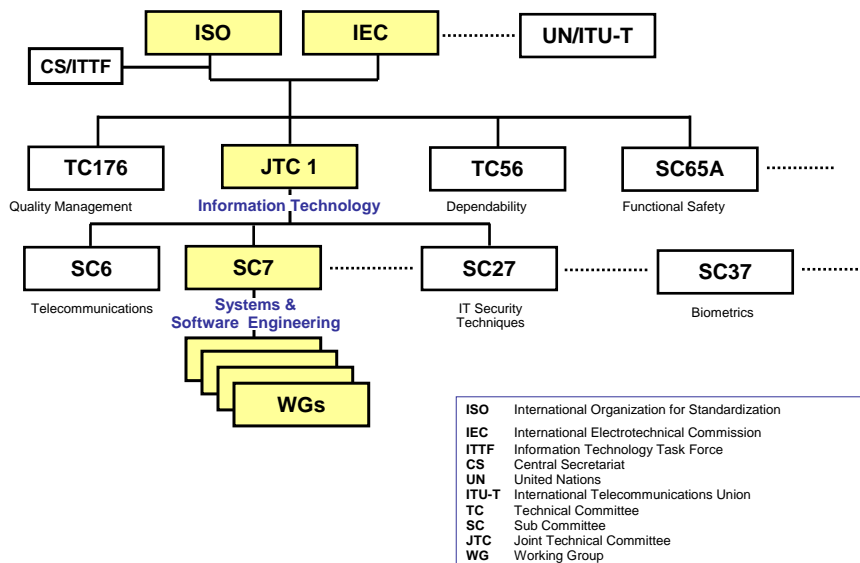 ISO
IEC
UN/ITU-T
CS/ITTF
TC176
JTC 1
TC56
SC65A
Quality Management
Information Technology
Dependability
Functional Safety
SC6
SC7
SC27
SC37
Telecommunications
Systems &
Software Engineering
IT Security
Techniques
Biometrics
WGs
ISO International Organization for Standardization
IEC International Electrotechnical Commission
ITTF Information Technology Task Force
CS Central Secretariat
UN United Nations
ITU-T International Telecommunications Union
TC Technical Committee
SC Sub Committee
JTC Joint Technical Committee
WG Working Group